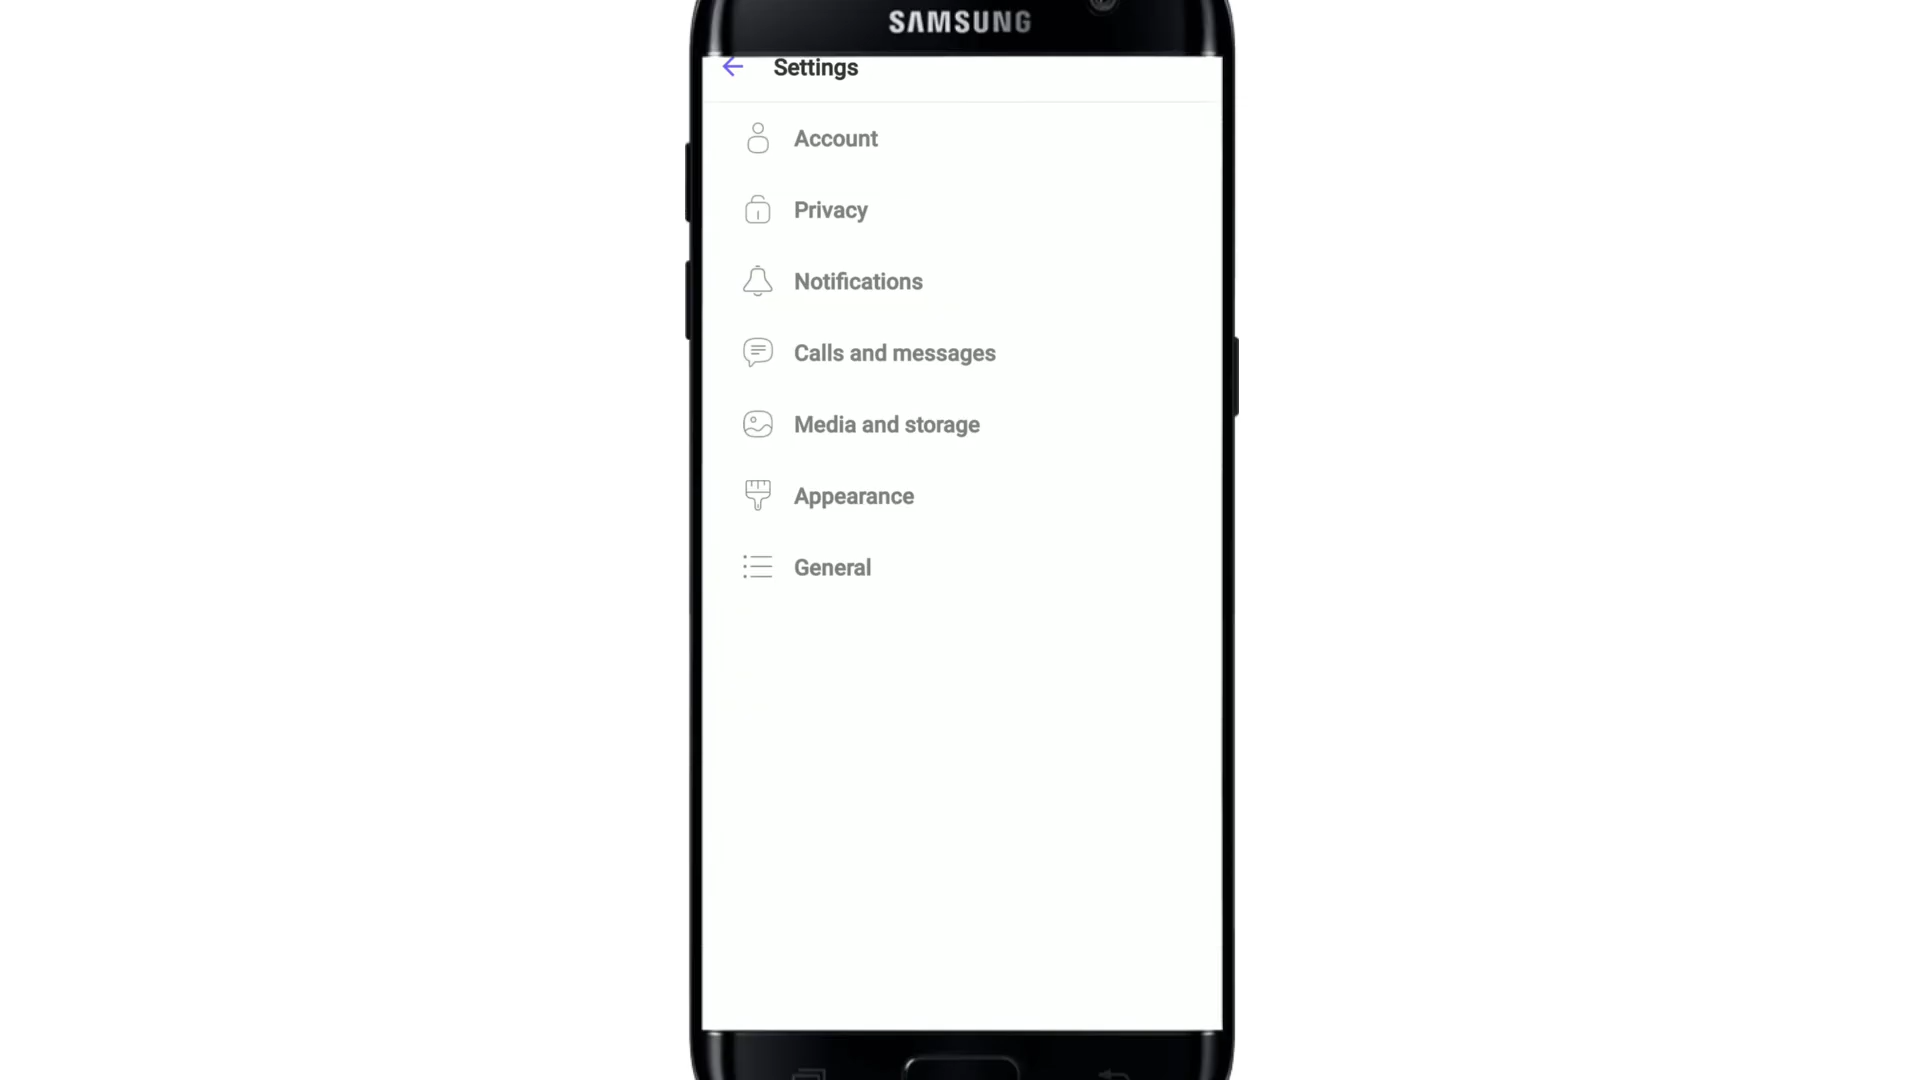 SAMSUNG
Settings
Account
Privacy
Notifications
Calls and messages
Media and storage
Appearance
General